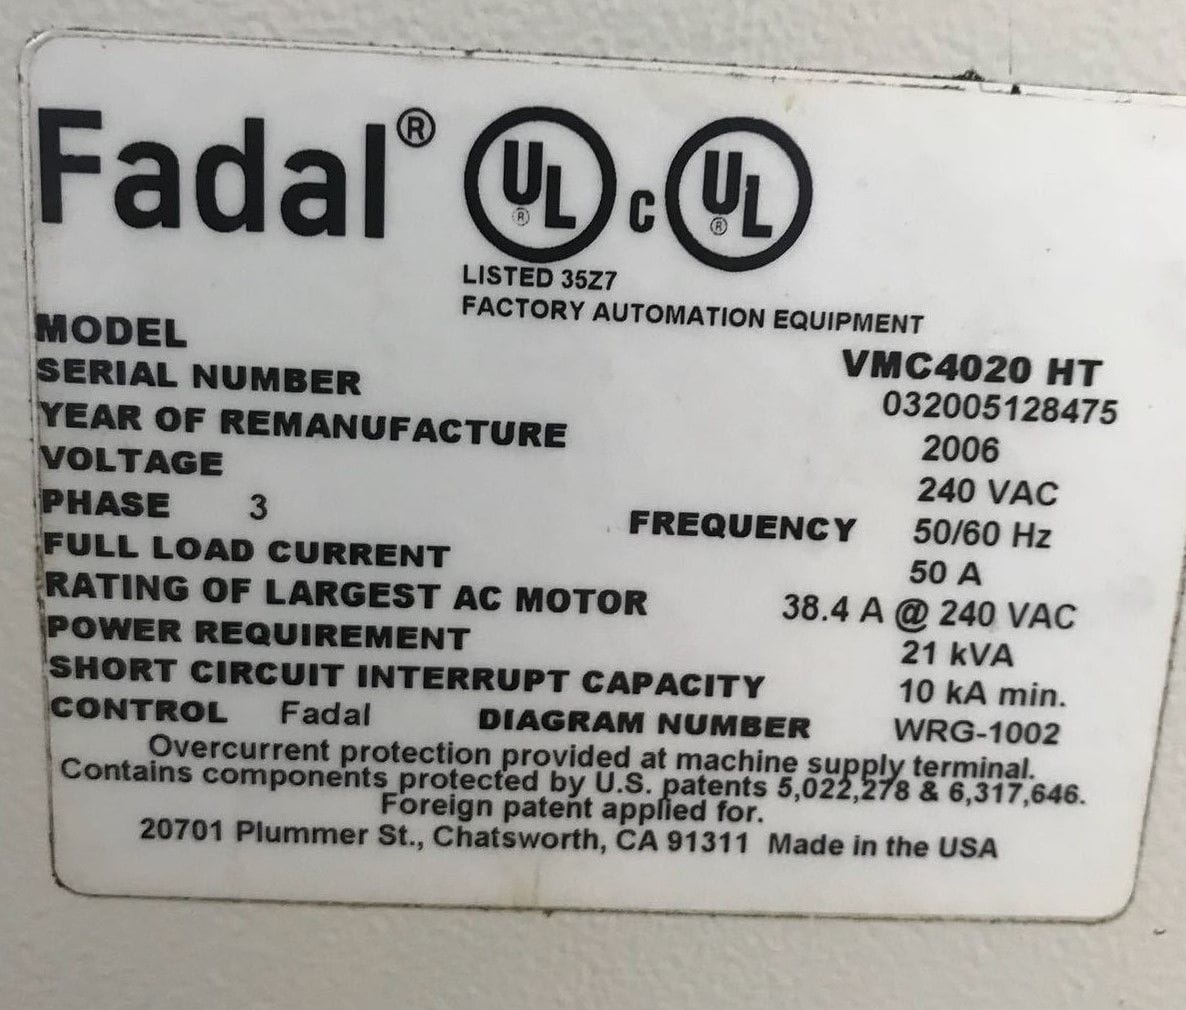 Fadal® UL® c UL®
LISTED 35Z7
FACTORY AUTOMATION EQUIPMENT
MODEL VMC4020 HT
SERIAL NUMBER 032005128475
YEAR OF REMANUFACTURE 2006
VOLTAGE 240 VAC
PHASE 3 FREQUENCY 50/60 Hz
FULL LOAD CURRENT 50 A
RATING OF LARGEST AC MOTOR 38.4 A @ 240 VAC
POWER REQUIREMENT 21 kVA
SHORT CIRCUIT INTERRUPT CAPACITY 10 kA min.
CONTROL Fadal DIAGRAM NUMBER WRG-1002
Overcurrent protection provided at machine supply terminal.
Contains components protected by U.S. patents 5,022,278 & 6,317,646.
Foreign patent applied for.
20701 Plummer St., Chatsworth, CA 91311 Made in the USA